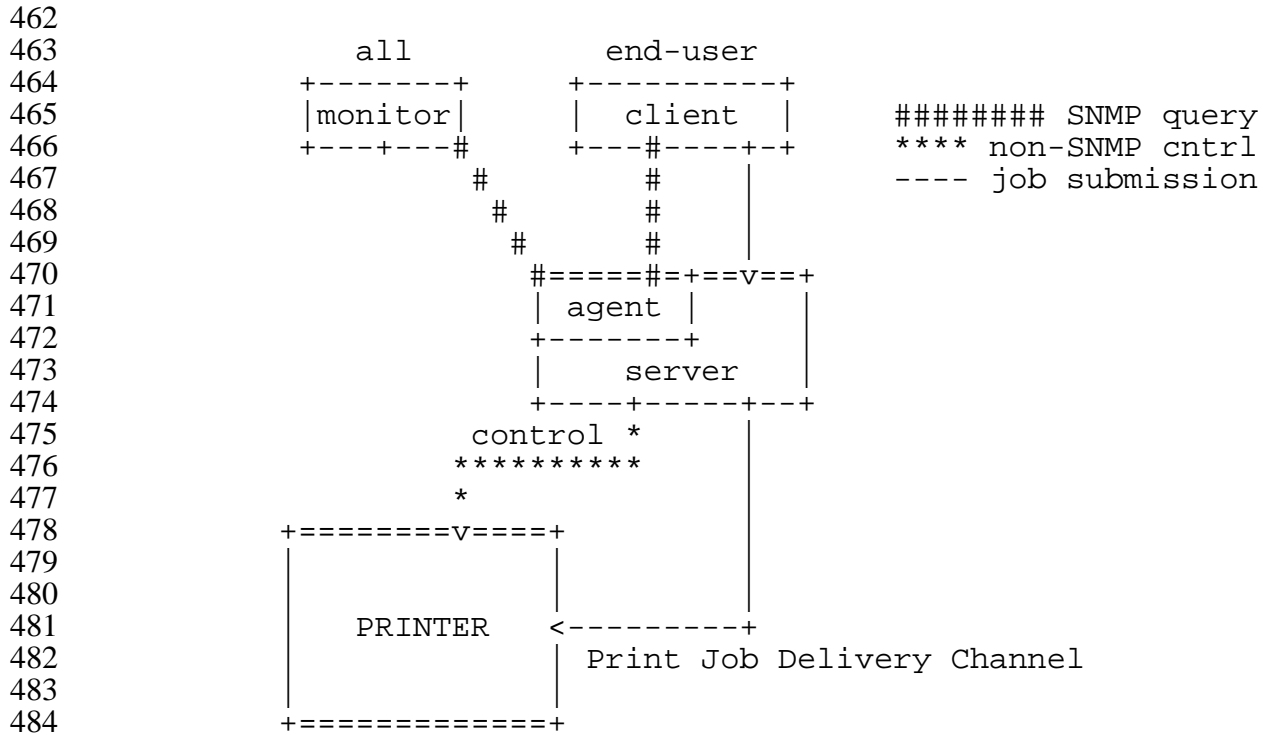 462
463 all end-user
464 +-------+ +----------+
465 |monitor| | client | ######## SNMP query
466 +---+---# +---#----+-+ **** non-SNMP cntrl
467 # # | ---- job submission
468 # # |
469 # # |
470 #=====#=+==v==+
471 | agent | |
472 +-------+ |
473 | server |
474 +----+-----+--+
475 control * |
476 ********** |
477 * |
478 +========v====+ |
479 | | |
480 | | |
481 | PRINTER <---------+
482 | | Print Job Delivery Channel
483 | |
484 +=============+